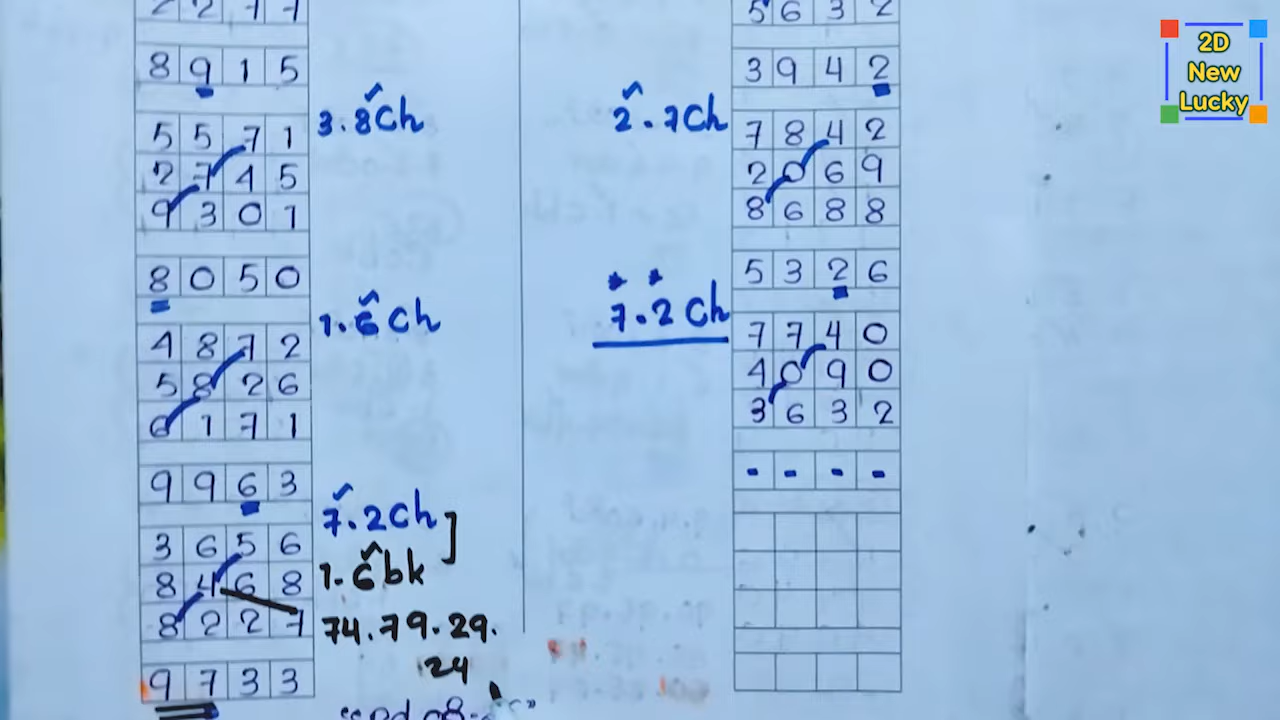 2 2 7 7
8 9 1 5
5 5 7 1
2 7 4 5
9 3 0 1
3.8Ch
8 0 5 0
4 8 7 2
5 8 2 6
6 1 7 1
1.6Ch
9 9 6 3
3 6 5 6
8 4 6 8
8 2 2 7
7.2Ch]
1.6bk
74.79.29.
24
9 7 3 3
5 6 3 2
3 9 4 2
2.7Ch
7 8 4 2
2 0 6 9
8 6 8 8
5 3 2 6
** 
7.2Ch
7 7 4 0
4 0 9 0
3 6 3 2
- - - -
2D
New
Lucky